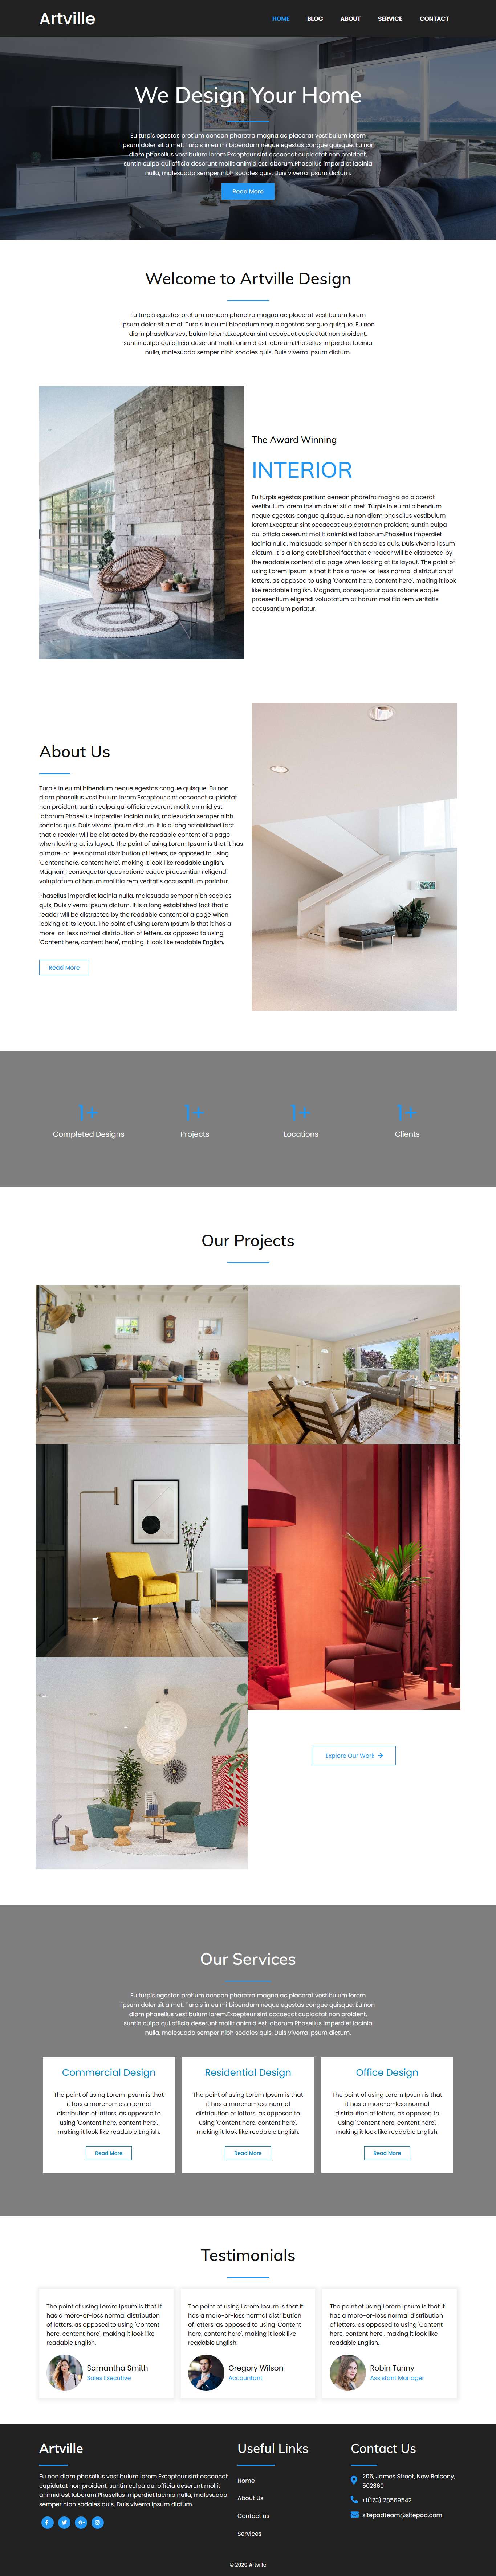 Artville
HOME BLOG ABOUT SERVICE CONTACT
We Design Your Home
Eu turpis egestas pretium aenean pharetra magna ac placerat vestibulum lorem
ipsum doler sit a met. Turpis in eu mi bibendum neque egestas congue quisque. Eu non
diam phasellus vestibulum lorem.Excepteur sint occaecat cupidatat non proident,
suntin culpa qui officia deserunt mollit animid est laborum.Phasellus imperdiet lacinia
nulla, malesuada semper nibh sodales quis, Duis viverra ipsum dictum.
Read More
Welcome to Artville Design
Eu turpis egestas pretium aenean pharetra magna ac placerat vestibulum lorem
ipsum doler sit a met. Turpis in eu mi bibendum neque egestas congue quisque. Eu non
diam phasellus vestibulum lorem.Excepteur sint occaecat cupidatat non proident,
suntin culpa qui officia deserunt mollit animid est laborum.Phasellus imperdiet lacinia
nulla, malesuada semper nibh sodales quis, Duis viverra ipsum dictum.
The Award Winning
INTERIOR
Eu turpis egestas pretium aenean pharetra magna ac placerat
vestibulum lorem ipsum doler sit a met. Turpis in eu mi bibendum
neque egestas congue quisque. Eu non diam phasellus vestibulum
lorem.Excepteur sint occaecat cupidatat non proident, suntin culpa
qui officia deserunt mollit animid est laborum.Phasellus imperdiet
lacinia nulla, malesuada semper nibh sodales quis, Duis viverra ipsum
dictum. It is a long established fact that a reader will be distracted by
the readable content of a page when looking at its layout. The point of
using Lorem Ipsum is that it has a more-or-less normal distribution of
letters, as opposed to using 'Content here, content here', making it look
like readable English. Magnam, consequatur quas ratione eaque
praesentium eligendi voluptatum at harum mollitia rem veritatis
accusantium pariatur.
About Us
Turpis in eu mi bibendum neque egestas congue quisque. Eu non
diam phasellus vestibulum lorem.Excepteur sint occaecat cupidatat
non proident, suntin culpa qui officia deserunt mollit animid est
laborum.Phasellus imperdiet lacinia nulla, malesuada semper nibh
sodales quis, Duis viverra ipsum dictum. It is a long established fact
that a reader will be distracted by the readable content of a page
when looking at its layout. The point of using Lorem Ipsum is that it has
a more-or-less normal distribution of letters, as opposed to using
'Content here, content here', making it look like readable English.
Magnam, consequatur quas ratione eaque praesentium eligendi
voluptatum at harum mollitia rem veritatis accusantium pariatur.
Phasellus imperdiet lacinia nulla, malesuada semper nibh sodales
quis, Duis viverra ipsum dictum. It is a long established fact that a
reader will be distracted by the readable content of a page when
looking at its layout. The point of using Lorem Ipsum is that it has a
more-or-less normal distribution of letters, as opposed to using
'Content here, content here', making it look like readable English.
Read More
1+ 1+ 1+ 1+
Completed Designs Projects Locations Clients
Our Projects
Explore Our Work
Our Services
Eu turpis egestas pretium aenean pharetra magna ac placerat vestibulum lorem
ipsum doler sit a met. Turpis in eu mi bibendum neque egestas congue quisque. Eu non
diam phasellus vestibulum lorem.Excepteur sint occaecat cupidatat non proident,
suntin culpa qui officia deserunt mollit animid est laborum.Phasellus imperdiet lacinia
nulla, malesuada semper nibh sodales quis, Duis viverra ipsum dictum.
Commercial Design
The point of using Lorem Ipsum is that
it has a more-or-less normal
distribution of letters, as opposed to
using 'Content here, content here',
making it look like readable English.
Read More
Residential Design
The point of using Lorem Ipsum is that
it has a more-or-less normal
distribution of letters, as opposed to
using 'Content here, content here',
making it look like readable English.
Read More
Office Design
The point of using Lorem Ipsum is that
it has a more-or-less normal
distribution of letters, as opposed to
using 'Content here, content here',
making it look like readable English.
Read More
Testimonials
The point of using Lorem Ipsum is that it
has a more-or-less normal distribution
of letters, as opposed to using 'Content
here, content here', making it look like
readable English.
Samantha Smith
Sales Executive
The point of using Lorem Ipsum is that it
has a more-or-less normal distribution
of letters, as opposed to using 'Content
here, content here', making it look like
readable English.
Gregory Wilson
Accountant
The point of using Lorem Ipsum is that it
has a more-or-less normal distribution
of letters, as opposed to using 'Content
here, content here', making it look like
readable English.
Robin Tunny
Assistant Manager
Artville
Eu non diam phasellus vestibulum lorem.Excepteur sint occaecat
cupidatat non proident, suntin culpa qui officia deserunt mollit
animid est laborum.Phasellus imperdiet lacinia nulla, malesuada
semper nibh sodales quis, Duis viverra ipsum dictum.
Useful Links
Home
About Us
Contact us
Services
Contact Us
206, James Street, New Balcony,
502360
+1(123) 28569542
sitepadteam@sitepad.com
© 2020 Artville